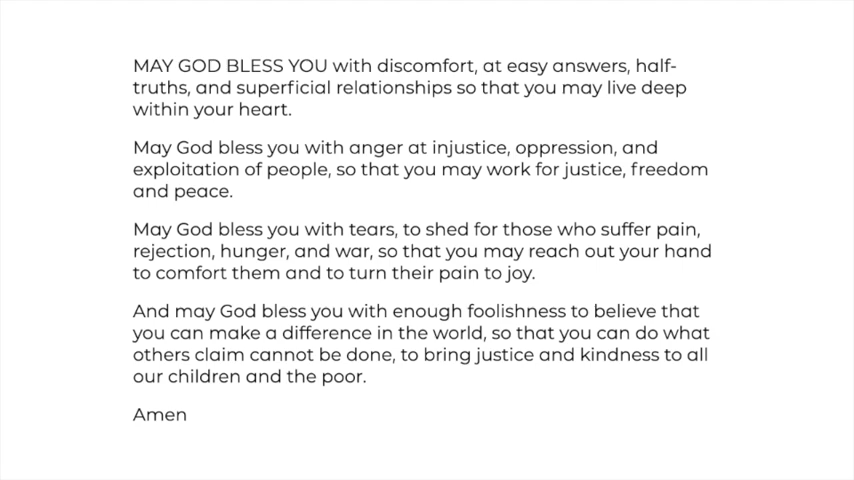 MAY GOD BLESS YOU with discomfort, at easy answers, half-
truths, and superficial relationships so that you may live deep
within your heart.
May God bless you with anger at injustice, oppression, and
exploitation of people, so that you may work for justice, freedom
and peace.
May God bless you with tears, to shed for those who suffer pain,
rejection, hunger, and war, so that you may reach out your hand
to comfort them and to turn their pain to joy.
And may God bless you with enough foolishness to believe that
you can make a difference in the world, so that you can do what
others claim cannot be done, to bring justice and kindness to all
our children and the poor.
Amen